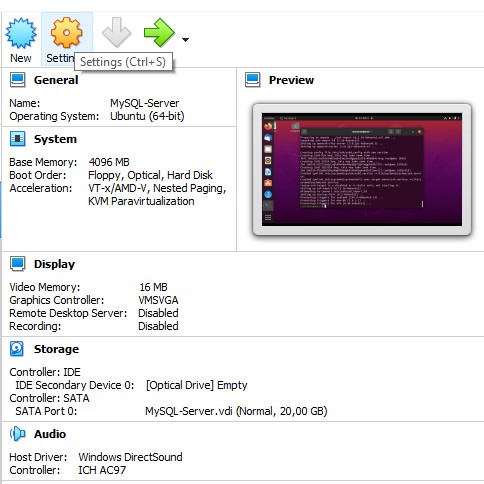 New
Settin
Settings (Ctrl+S)
General
Name: MySQL-Server
Operating System: Ubuntu (64-bit)
System
Base Memory: 4096 MB
Boot Order: Floppy, Optical, Hard Disk
Acceleration: VT-x/AMD-V, Nested Paging,
KVM Paravirtualization
Preview
Display
Video Memory: 16 MB
Graphics Controller: VMSVGA
Remote Desktop Server: Disabled
Recording: Disabled
Storage
Controller: IDE
IDE Secondary Device 0: [Optical Drive] Empty
Controller: SATA
SATA Port 0: MySQL-Server.vdi (Normal, 20,00 GB)
Audio
Host Driver: Windows DirectSound
Controller: ICH AC97